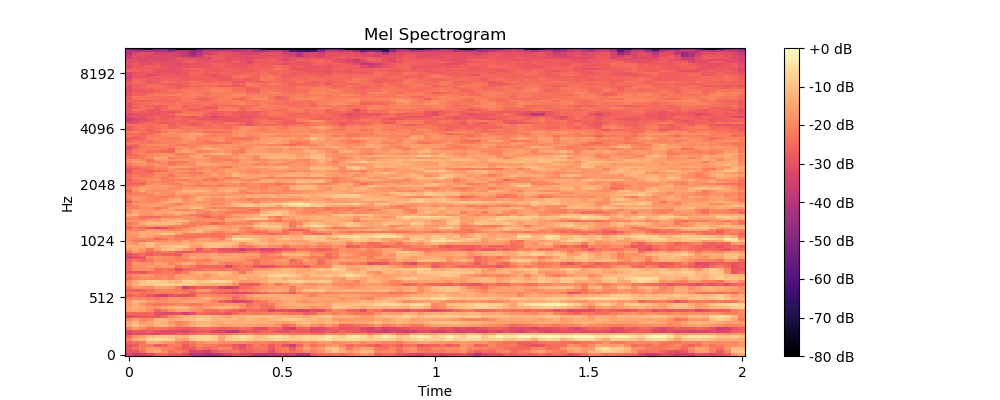 Mel Spectrogram
Hz
8192
4096
2048
1024
512
0
0
0.5
1
1.5
2
Time
+0 dB
-10 dB
-20 dB
-30 dB
-40 dB
-50 dB
-60 dB
-70 dB
-80 dB